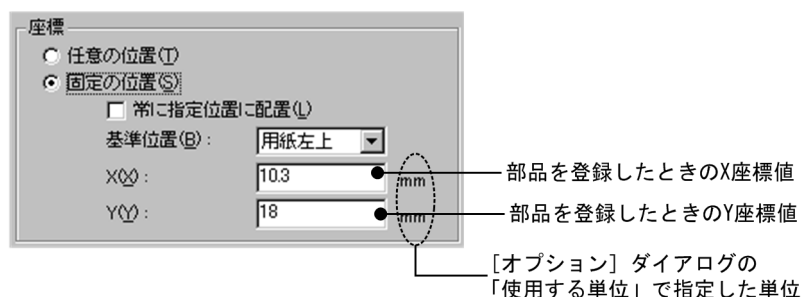 座標
任意の位置(T)
固定の位置(S)
常に指定位置に配置(L)
基準位置(B): 用紙左上
X(X): 10.3 mm
部品を登録したときのX座標値
Y(Y): 18 mm
部品を登録したときのY座標値
[オプション] ダイアログの
「使用する単位」で指定した単位